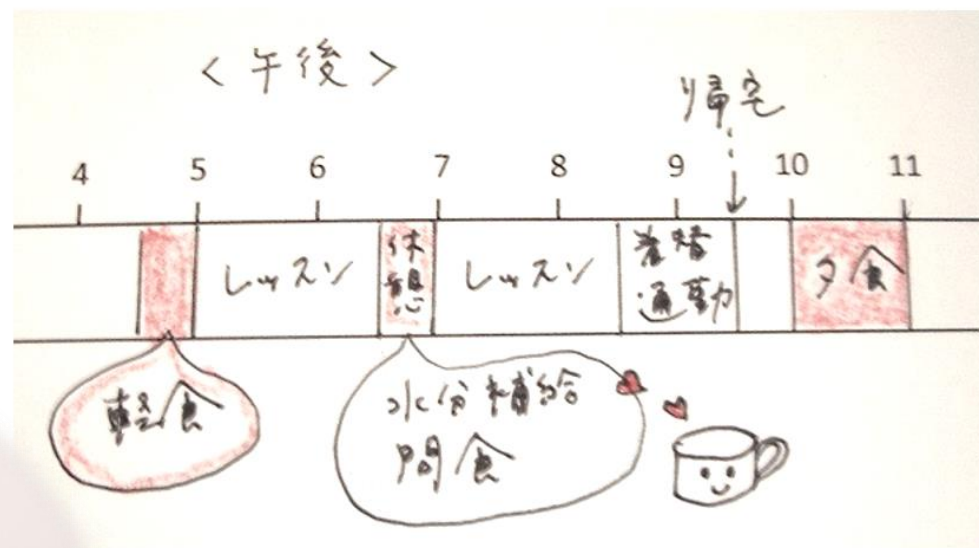 <午後>
帰宅
4 5 6 7 8 9 10 11
レッスン
休憩
レッスン
着替
通勤
夕食
軽食
水分補給
間食